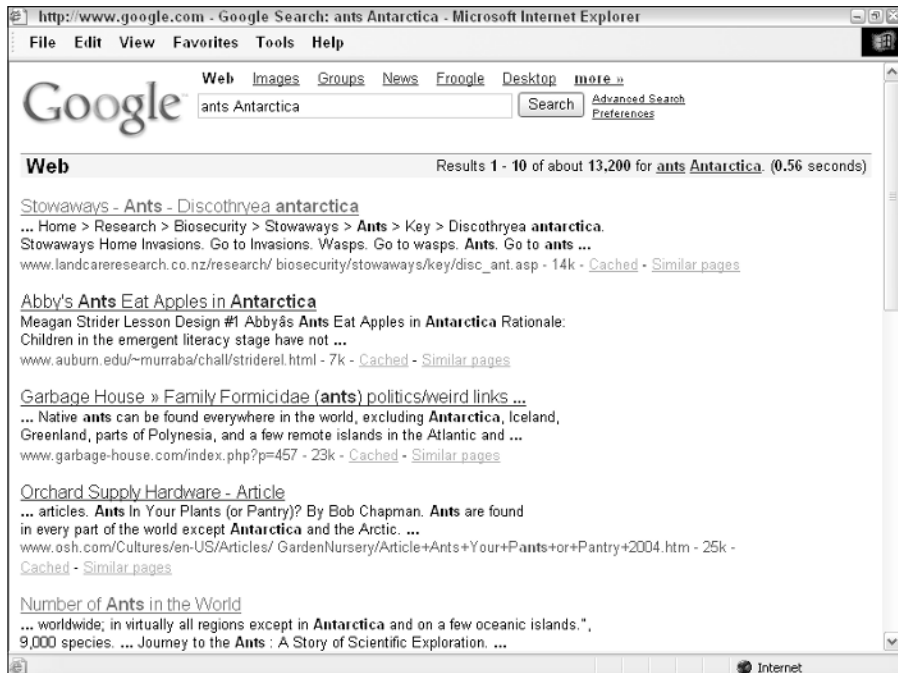 http://www.google.com - Google Search: ants Antarctica - Microsoft Internet Explorer
File Edit View Favorites Tools Help
Web Images Groups News Froogle Desktop more »
Google™
ants Antarctica Search Advanced Search
Preferences
Web Results 1 - 10 of about 13,200 for ants Antarctica. (0.56 seconds)
Stowaways - Ants - Discothryea antarctica
... Home > Research > Biosecurity > Stowaways > Ants > Key > Discothryea antarctica.
Stowaways Home Invasions. Go to Invasions. Wasps. Go to wasps. Ants. Go to ants ...
www.landcareresearch.co.nz/research/ biosecurity/stowaways/key/disc_ant.asp - 14k - Cached - Similar pages
Abby's Ants Eat Apples in Antarctica
Meagan Strider Lesson Design #1 Abbyâs Ants Eat Apples in Antarctica Rationale:
Children in the emergent literacy stage have not ...
www.auburn.edu/~murraba/chall/striderel.html - 7k - Cached - Similar pages
Garbage House » Family Formicidae (ants) politics/weird links ...
... Native ants can be found everywhere in the world, excluding Antarctica, Iceland,
Greenland, parts of Polynesia, and a few remote islands in the Atlantic and ...
www.garbage-house.com/index.php?p=457 - 23k - Cached - Similar pages
Orchard Supply Hardware - Article
... articles. Ants In Your Plants (or Pantry)? By Bob Chapman. Ants are found
in every part of the world except Antarctica and the Arctic. ...
www.osh.com/Cultures/en-US/Articles/ GardenNursery/Article+Ants+Your+Pants+or+Pantry+2004.htm - 25k -
Cached - Similar pages
Number of Ants in the World
... worldwide; in virtually all regions except in Antarctica and on a few oceanic islands.",
9,000 species. ... Journey to the Ants : A Story of Scientific Exploration. ...
Internet